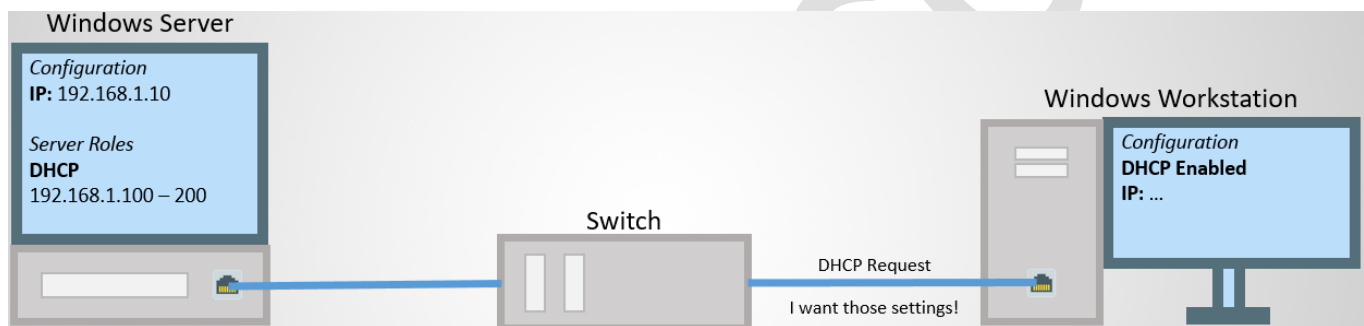 Windows Server
Configuration
IP: 192.168.1.10
Server Roles
DHCP
192.168.1.100 – 200
Switch
DHCP Request
I want those settings!
Windows Workstation
Configuration
DHCP Enabled
IP: ...